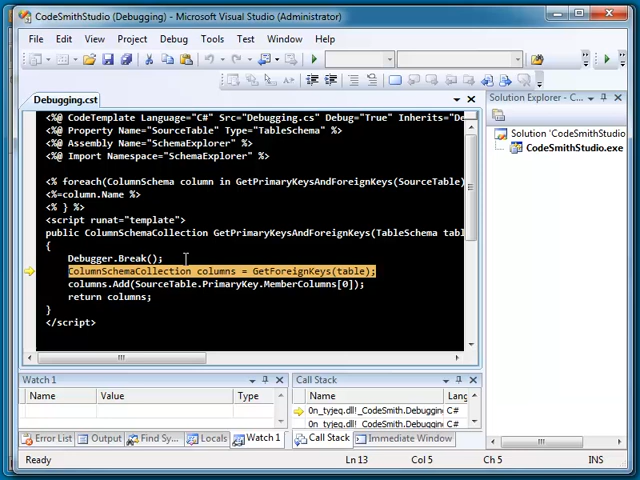 CodeSmithStudio (Debugging) - Microsoft Visual Studio (Administrator)
File Edit View Project Debug Tools Test Window Help
Debugging.cst
<%@ CodeTemplate Language="C#" Src="Debugging.cs" Debug="True" Inherits="De
<%@ Property Name="SourceTable" Type="TableSchema" %>
<%@ Assembly Name="SchemaExplorer" %>
<%@ Import Namespace="SchemaExplorer" %>
<% foreach(ColumnSchema column in GetPrimaryKeysAndForeignKeys(SourceTable)
<%=column.Name %>
<% } %>
<script runat="template">
public ColumnSchemaCollection GetPrimaryKeysAndForeignKeys(TableSchema tabl
{
Debugger.Break();
ColumnSchemaCollection columns = GetForeignKeys(table);
columns.Add(SourceTable.PrimaryKey.MemberColumns[0]);
return columns;
}
</script>
Solution Explorer - C...
Solution 'CodeSmithStudio
CodeSmithStudio.exe
Watch 1
Name Value Type
Call Stack
Name Lang
0n_tyjeq.dll!_CodeSmith.Debugging C#
0n_tyjeq.dll!_CodeSmith.Debugging C#
Error List Output Find Sy... Locals Watch 1
Call Stack Immediate Window
Ready Ln 13 Col 5 Ch 5